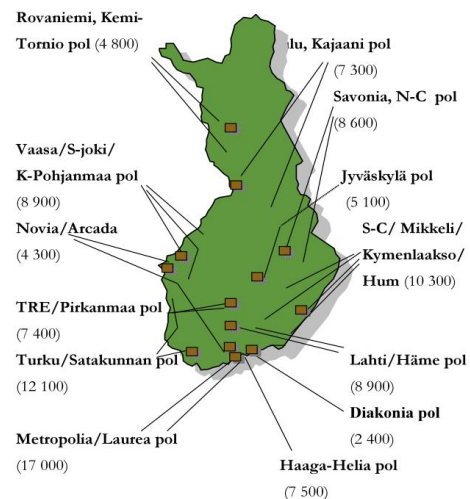 Rovaniemi, Kemi-
Tornio pol (4 800)
lu, Kajaani pol
(7 300)
Savonia, N-C pol
(8 600)
Vaasa/S-joki/
K-Pohjanmaa pol
(8 900)
Jyväskylä pol
(5 100)
Novia/Arcada
(4 300)
S-C/ Mikkeli/
Kymenlaakso/
Hum (10 300)
TRE/Pirkanmaa pol
(7 400)
Turku/Satakunnan pol
(12 100)
Lahti/Häme pol
(8 900)
Diakonia pol
(2 400)
Metropolia/Laurea pol
(17 000)
Haaga-Helia pol
(7 500)